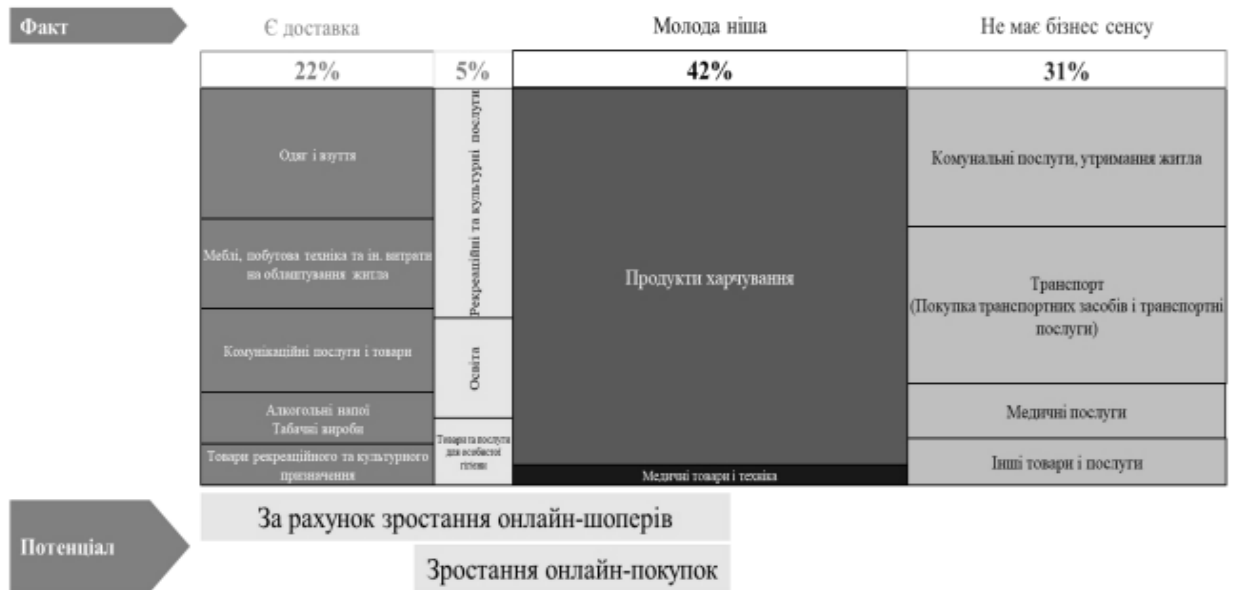 Факт
Є доставка
Молода ніша
Не має бізнес сенсу
22%
5%
42%
31%
Одяг і взуття
Меблі, побутова техніка та ін. витрати
на облаштування житла
Комунікаційні послуги і товари
Алкогольні напої
Табачні вироби
Товари рекреаційного та культурного
призначення
Рекреаційні та культурні послуги
Освіта
Товари та послуги
для особистої
гігієни
Продукти харчування
Медичні товари і техніка
Комунальні послуги, утримання житла
Транспорт
(Покупка транспортних засобів і транспортні
послуги)
Медичні послуги
Інші товари і послуги
Потенціал
За рахунок зростання онлайн-шоперів
Зростання онлайн-покупок